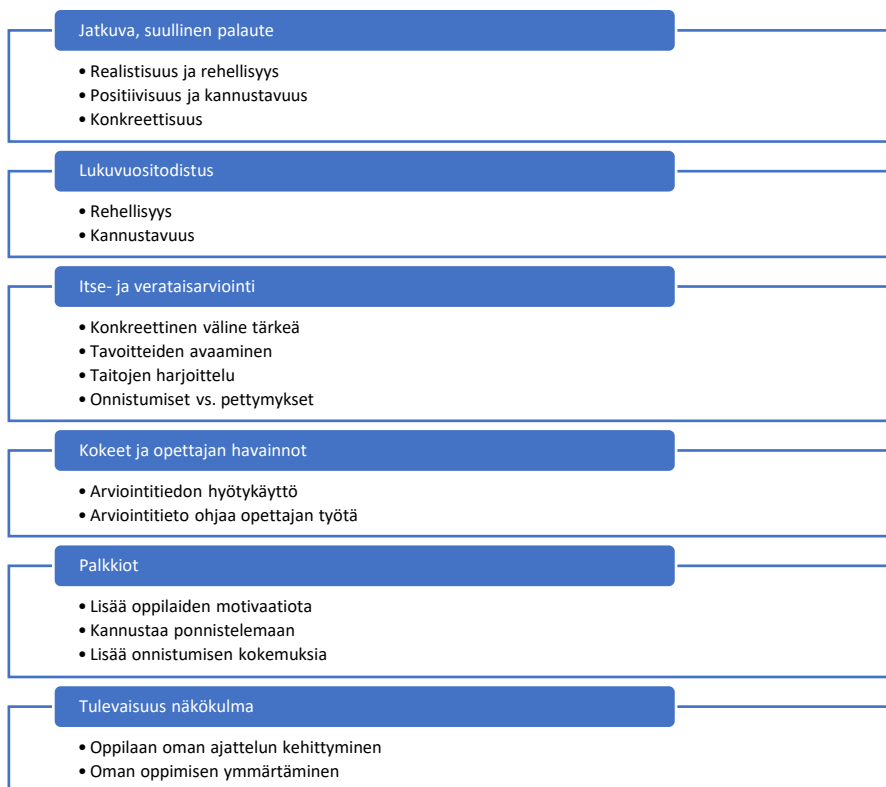 Jatkuva, suullinen palaute
• Realistisuus ja rehellisyys
• Positiivisuus ja kannustavuus
• Konkreettisuus
Lukuvuositodistus
• Rehellisyys
• Kannustavuus
Itse- ja verataisarviointi
• Konkreettinen väline tärkeä
• Tavoitteiden avaaminen
• Taitojen harjoittelu
• Onnistumiset vs. pettymykset
Kokeet ja opettajan havainnot
• Arviointitiedon hyötykäyttö
• Arviointitieto ohjaa opettajan työtä
Palkkiot
• Lisää oppilaiden motivaatiota
• Kannustaa ponnistelemaan
• Lisää onnistumisen kokemuksia
Tulevaisuus näkökulma
• Oppilaan oman ajattelun kehittyminen
• Oman oppimisen ymmärtäminen